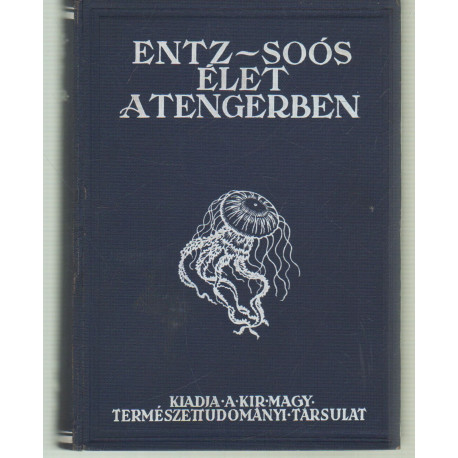 ENTZ~SOÓS
ÉLET
A TENGERBEN
KIADJA·A·KIR·MAGY·
TERMÉSZETTUDOMÁNYI·TÁRSULAT